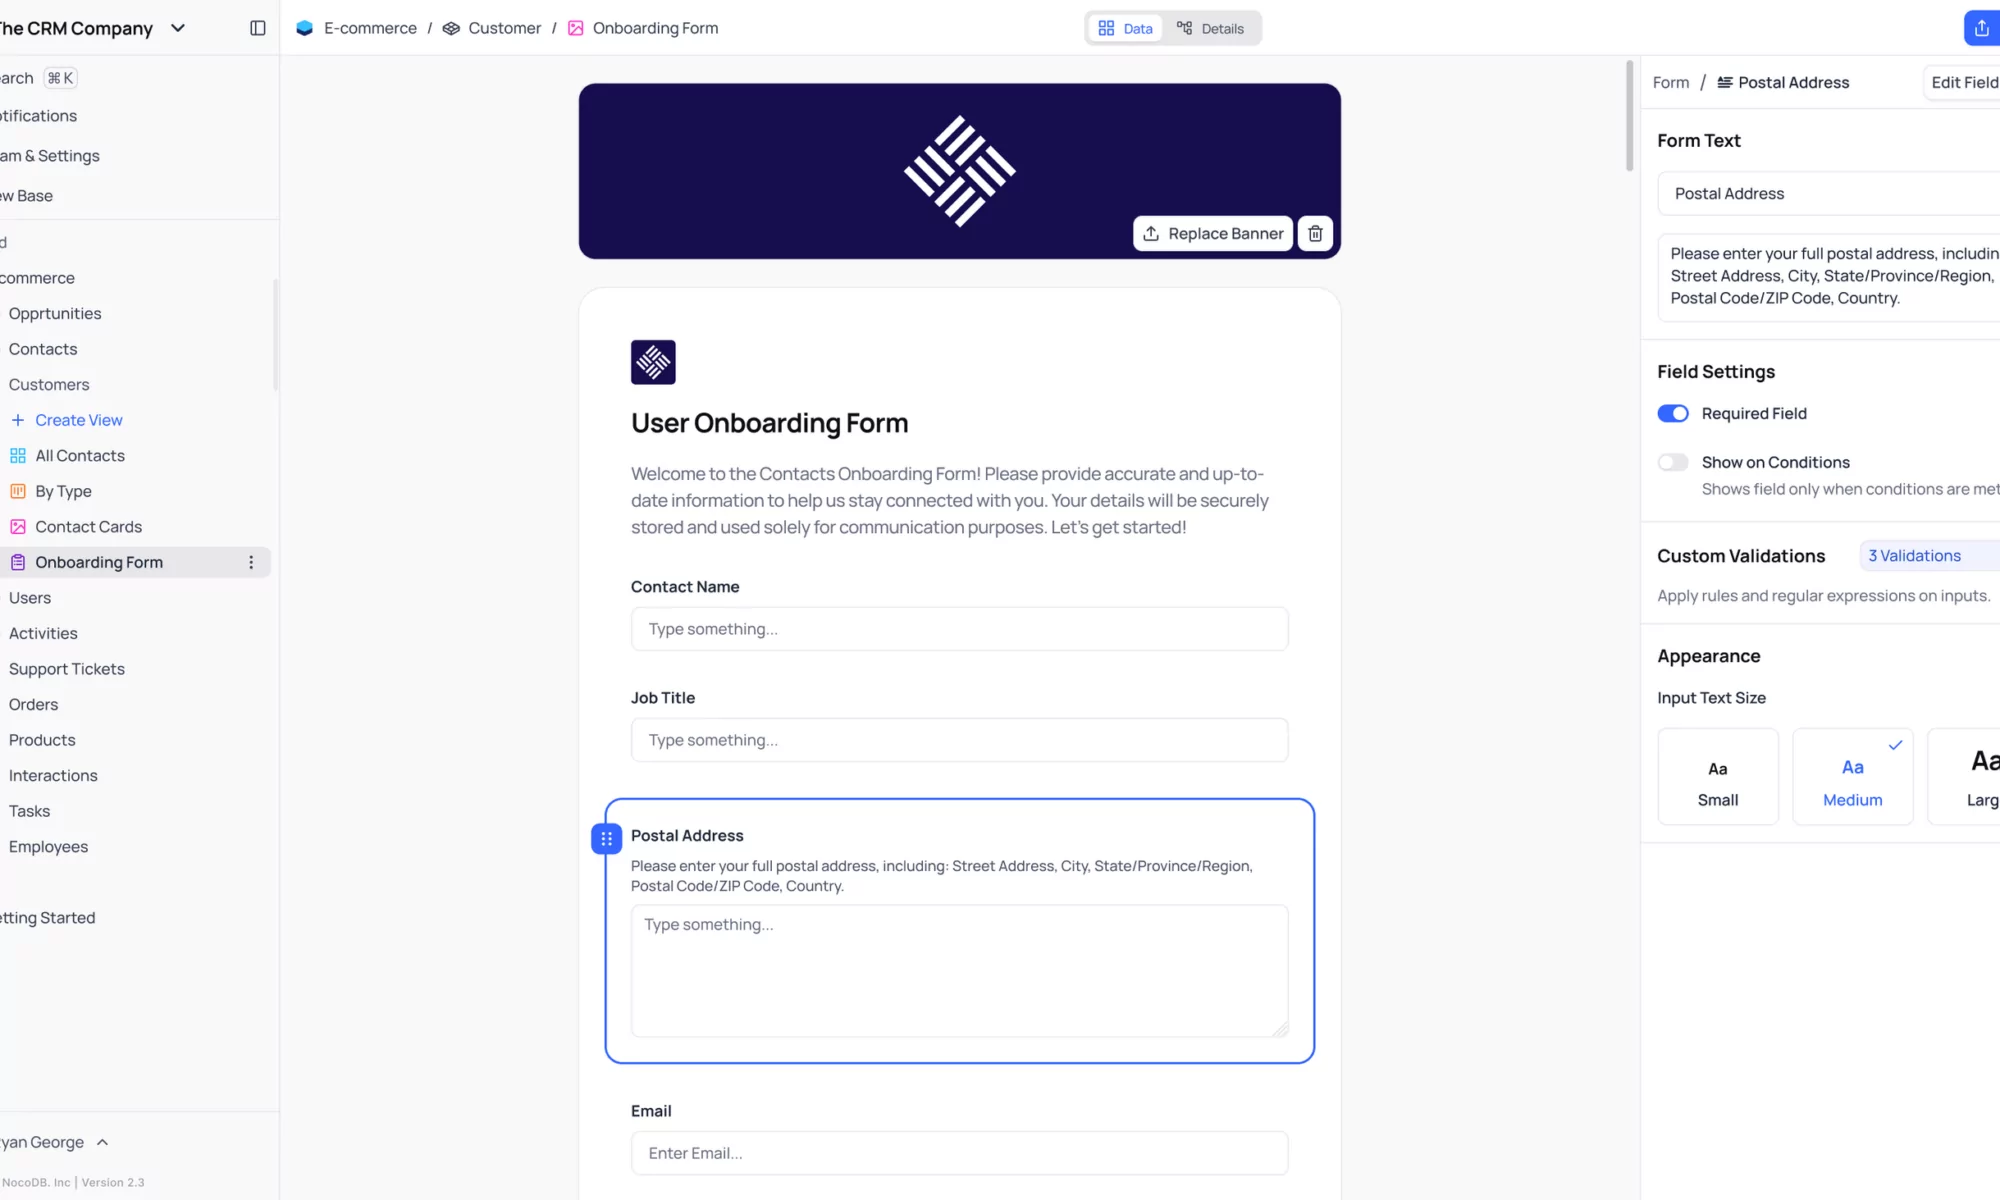 he CRM Company
arch ⌘ K
tifications
am & Settings
ew Base
d
commerce
Opprtunities
Contacts
Customers
+ Create View
All Contacts
By Type
Contact Cards
Onboarding Form
Users
Activities
Support Tickets
Orders
Products
Interactions
Tasks
Employees
etting Started
yan George
NocoDB. Inc | Version 2.3
E-commerce / Customer / Onboarding Form
Data Details
Replace Banner
User Onboarding Form
Welcome to the Contacts Onboarding Form! Please provide accurate and up-to-
date information to help us stay connected with you. Your details will be securely
stored and used solely for communication purposes. Let's get started!
Contact Name
Type something...
Job Title
Type something...
Postal Address
Please enter your full postal address, including: Street Address, City, State/Province/Region,
Postal Code/ZIP Code, Country.
Type something...
Email
Enter Email...
Form / Postal Address Edit Field
Form Text
Postal Address
Please enter your full postal address, includin
Street Address, City, State/Province/Region,
Postal Code/ZIP Code, Country.
Field Settings
Required Field
Show on Conditions
Shows field only when conditions are met
Custom Validations 3 Validations
Apply rules and regular expressions on inputs.
Appearance
Input Text Size
Aa Aa Aa
Small Medium Larg